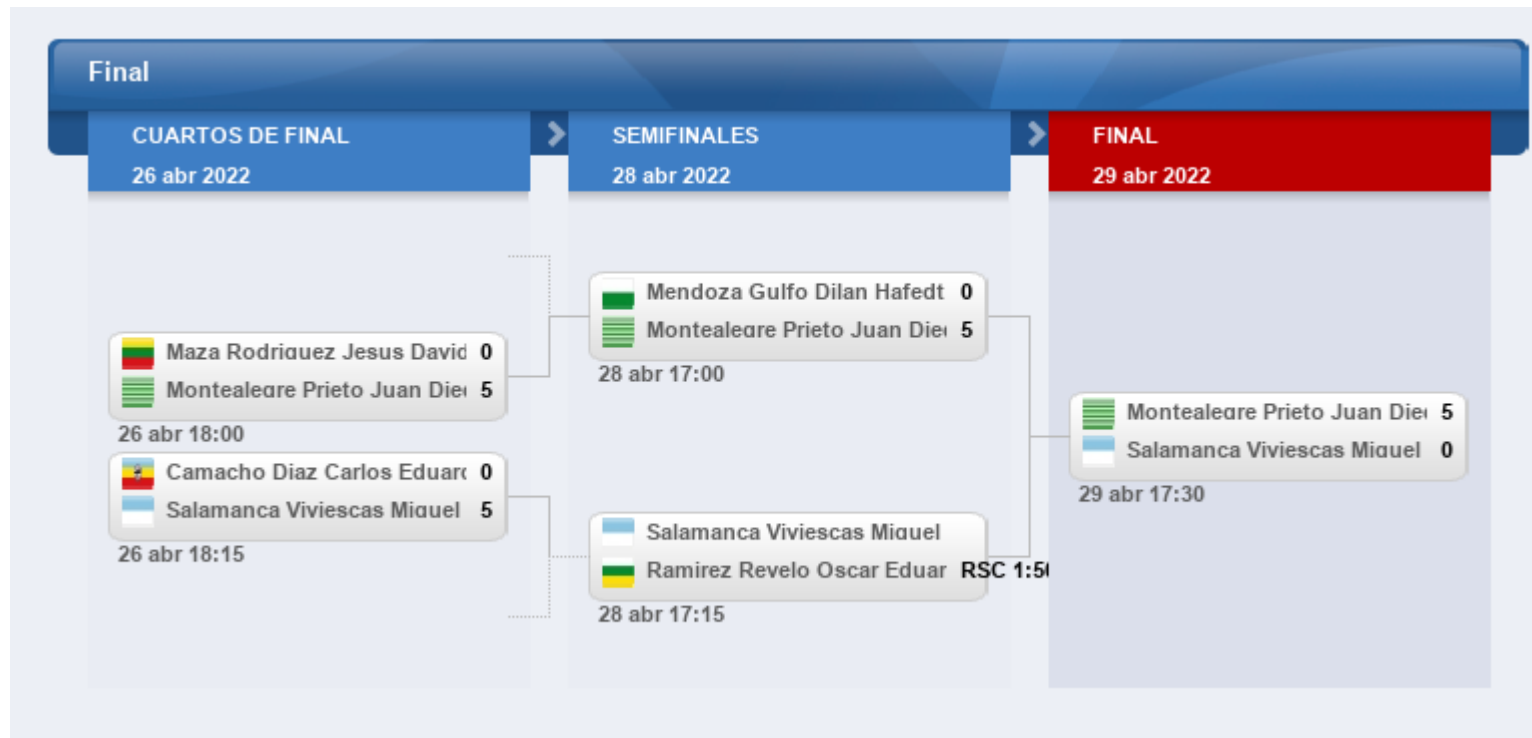 Final
CUARTOS DE FINAL
26 abr 2022
SEMIFINALES
28 abr 2022
FINAL
29 abr 2022
Maza Rodriguez Jesus David 0
Montealegre Prieto Juan Die 5
26 abr 18:00
Camacho Diaz Carlos Eduar 0
Salamanca Viviescas Miguel 5
26 abr 18:15
Mendoza Gulfo Dilan Hafedt 0
Montealegre Prieto Juan Die 5
28 abr 17:00
Salamanca Viviescas Miguel
Ramirez Revelo Oscar Eduar RSC 1:5
28 abr 17:15
Montealegre Prieto Juan Die 5
Salamanca Viviescas Miguel 0
29 abr 17:30